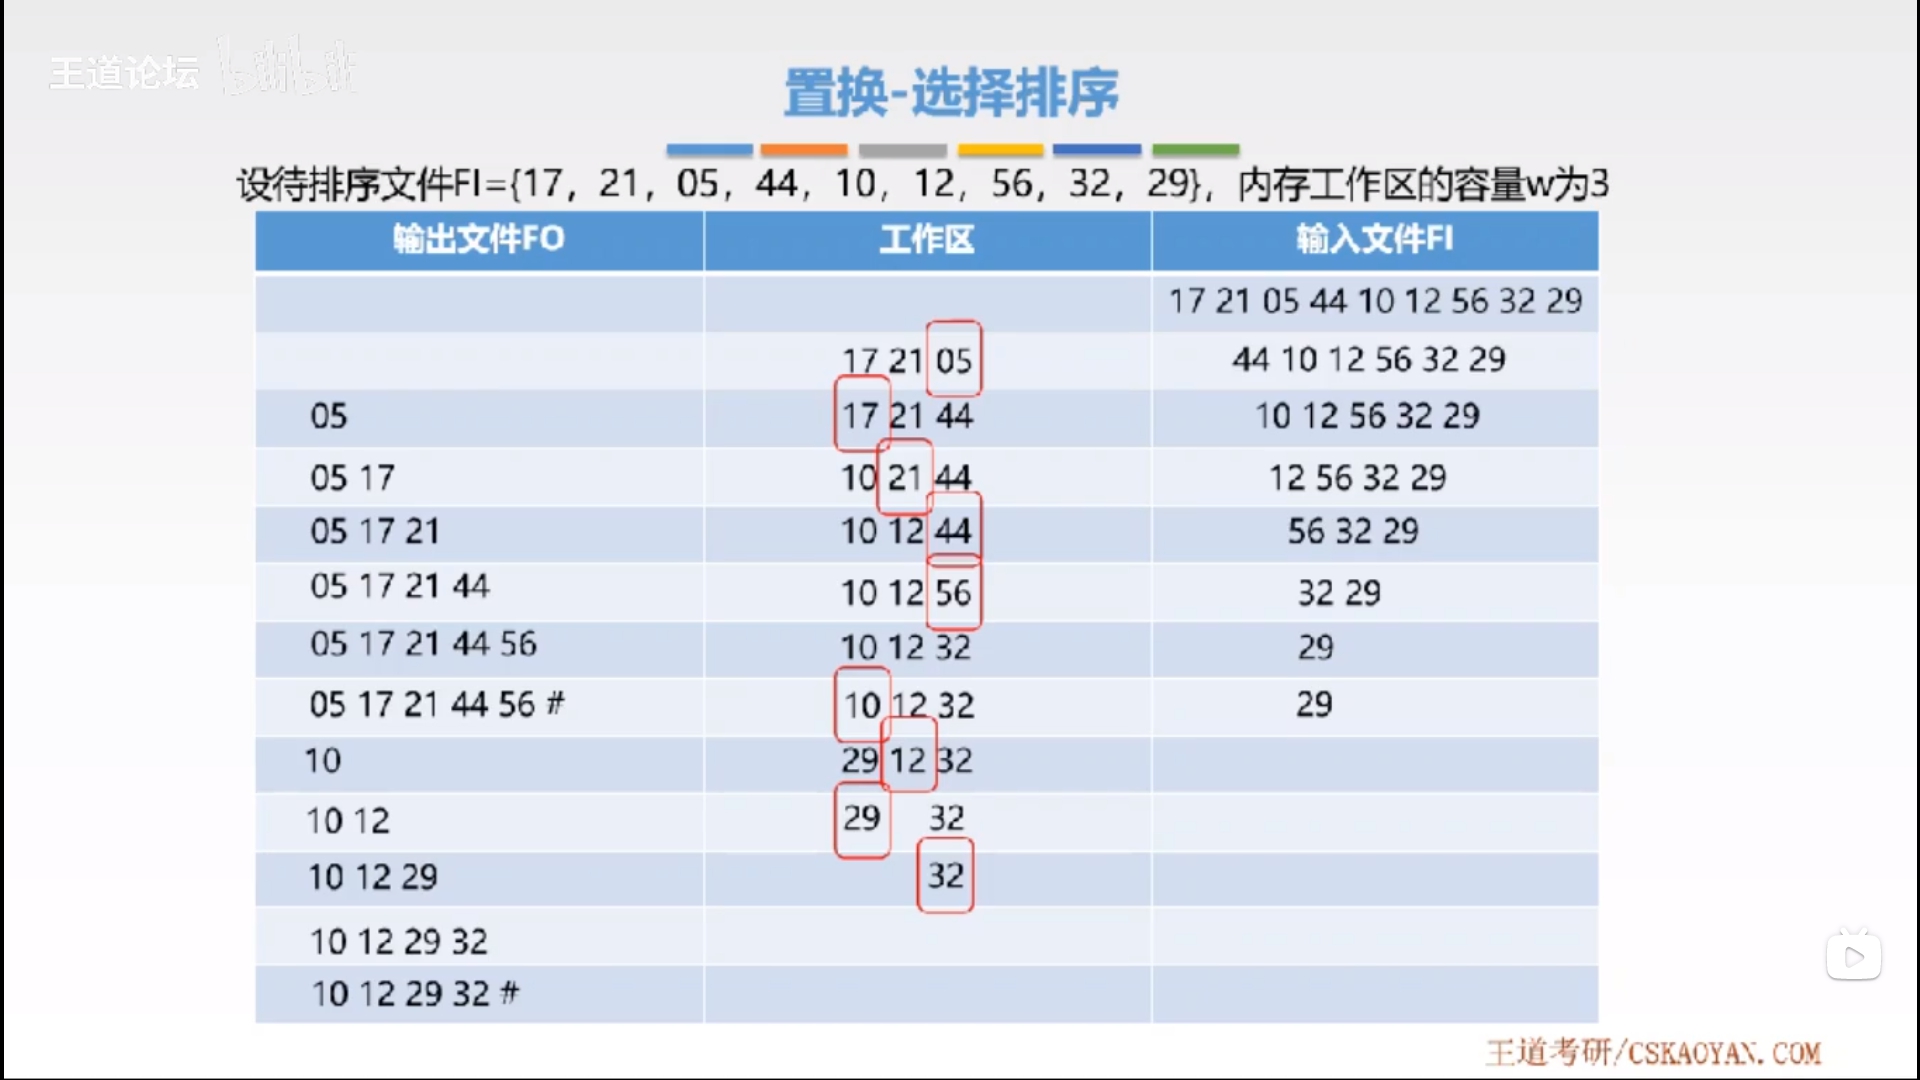 王道论坛 bilibili
置换-选择排序
设待排序文件FI={17，21，05，44，10，12，56，32，29}，内存工作区的容量w为3
输出文件FO 工作区 输入文件FI
17 21 05 44 10 12 56 32 29
17 21 05 44 10 12 56 32 29
05 17 21 44 10 12 56 32 29
05 17 10 21 44 12 56 32 29
05 17 21 10 12 44 56 32 29
05 17 21 44 10 12 56 32 29
05 17 21 44 56 10 12 32 29
05 17 21 44 56 # 10 12 32 29
10 29 12 32
10 12 29 32
10 12 29 32
10 12 29 32
10 12 29 32 #
王道考研/CSKAOYAN.COM